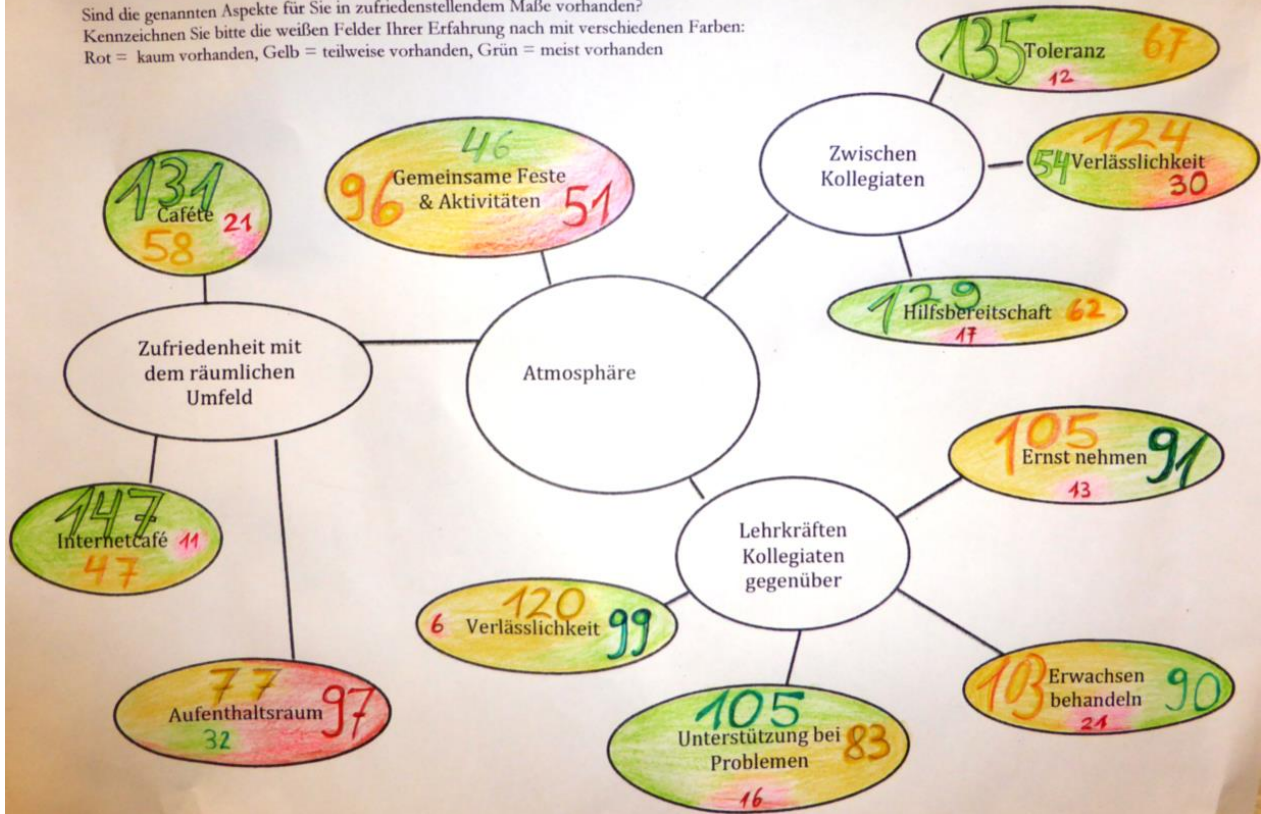 Sind die genannten Aspekte für Sie in zufriedenstellendem Maße vorhanden?
Kennzeichnen Sie bitte die weißen Felder Ihrer Erfahrung nach mit verschiedenen Farben:
Rot = kaum vorhanden, Gelb = teilweise vorhanden, Grün = meist vorhanden
135
Toleranz
67
12
Zwischen
Kollegiaten
124
54
Verlässlichkeit
30
129
Hilfsbereitschaft
62
17
46
Gemeinsame Feste
96
& Aktivitäten
51
131
Caféte
21
58
Zufriedenheit mit
dem räumlichen
Umfeld
Atmosphäre
147
Internetcafé
11
47
77
Aufenthaltsraum
97
32
Lehrkräften
Kollegiaten
gegenüber
105
Ernst nehmen
91
13
120
6
Verlässlichkeit
99
103
Erwachsen
behandeln
90
21
105
Unterstützung bei
Problemen
83
16